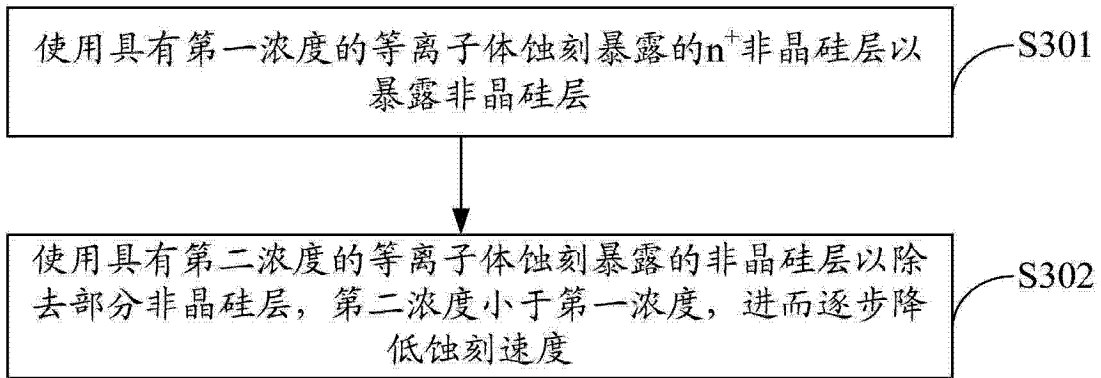 使用具有第一浓度的等离子体蚀刻暴露的n⁺非晶硅层以
暴露非晶硅层
S301
使用具有第二浓度的等离子体蚀刻暴露的非晶硅层以除
去部分非晶硅层，第二浓度小于第一浓度，进而逐步降
低蚀刻速度
S302